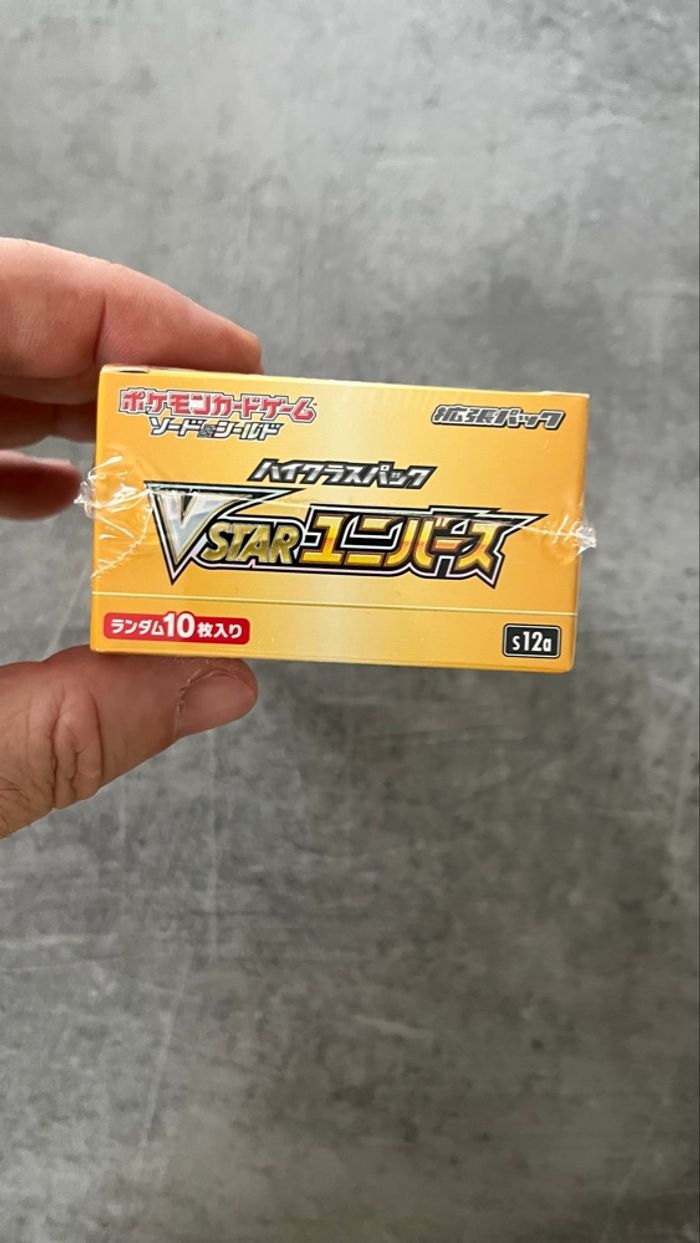 ポケモンカードゲーム
ソード&シールド
拡張パック
ハイクラスパック
VSTARユニバース
ランダム10枚入り
s12a